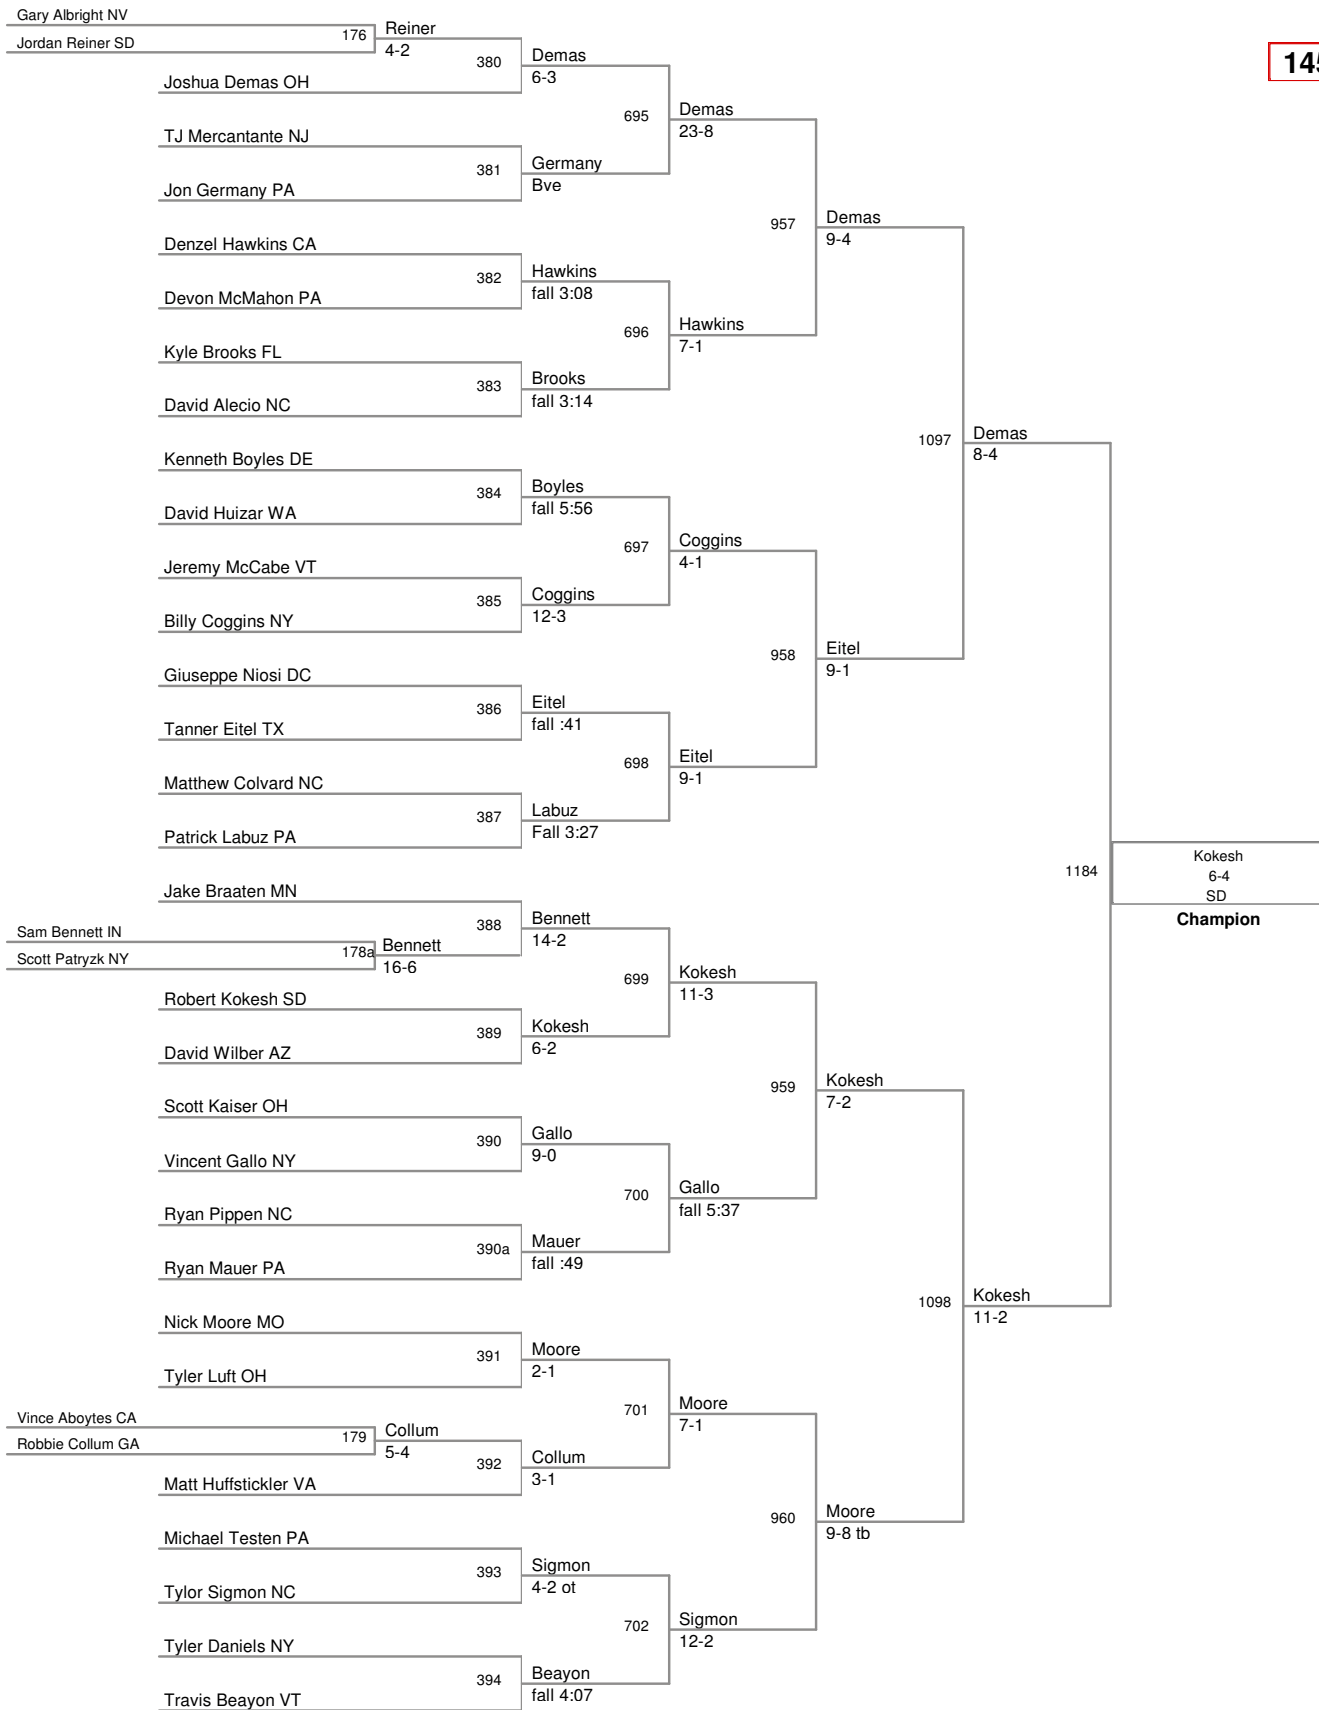 Gary Albright NV
Jordan Reiner SD
176
Reiner
4-2
Joshua Demas OH
380
Demas
6-3
145
TJ Mercantante NJ
Jon Germany PA
381
Germany
Bve
695
Demas
23-8
Denzel Hawkins CA
Devon McMahon PA
382
Hawkins
fall 3:08
Kyle Brooks FL
David Alecio NC
383
Brooks
fall 3:14
696
Hawkins
7-1
957
Demas
9-4
Kenneth Boyles DE
David Huizar WA
384
Boyles
fall 5:56
Jeremy McCabe VT
Billy Coggins NY
385
Coggins
12-3
697
Coggins
4-1
Giuseppe Niosi DC
Tanner Eitel TX
386
Eitel
fall :41
Matthew Colvard NC
Patrick Labuz PA
387
Labuz
Fall 3:27
698
Eitel
9-1
958
Eitel
9-1
1097
Demas
8-4
Jake Braaten MN
Sam Bennett IN
Scott Patryzk NY
178a
Bennett
16-6
388
Bennett
14-2
Robert Kokesh SD
David Wilber AZ
389
Kokesh
6-2
699
Kokesh
11-3
Scott Kaiser OH
Vincent Gallo NY
390
Gallo
9-0
Ryan Pippen NC
Ryan Mauer PA
390a
Mauer
fall :49
700
Gallo
fall 5:37
959
Kokesh
7-2
Nick Moore MO
Tyler Luft OH
391
Moore
2-1
Vince Aboytes CA
Robbie Collum GA
179
Collum
5-4
Matt Huffstickler VA
392
Collum
3-1
701
Moore
7-1
Michael Testen PA
Tylor Sigmon NC
393
Sigmon
4-2 ot
Tyler Daniels NY
Travis Beayon VT
394
Beayon
fall 4:07
702
Sigmon
12-2
960
Moore
9-8 tb
1098
Kokesh
11-2
1184
Kokesh
6-4
SD
Champion